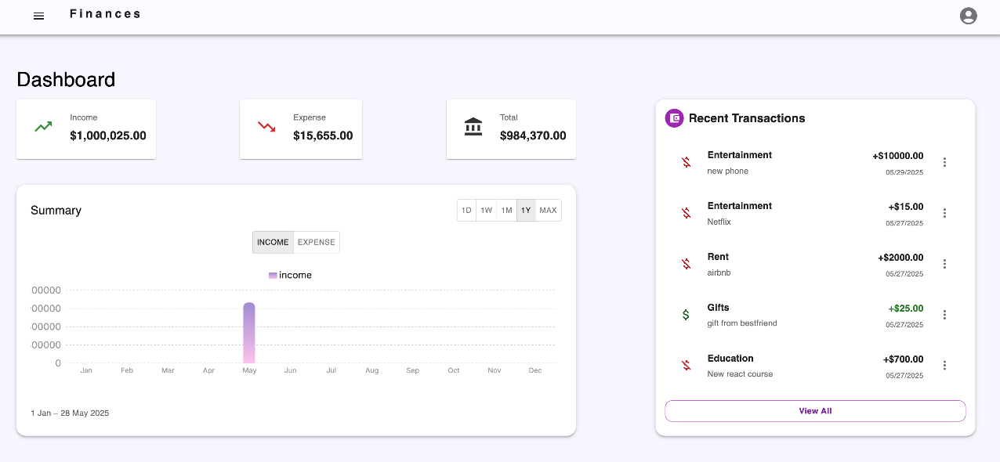 Finances
Dashboard
Income
$1,000,025.00
Expense
$15,655.00
Total
$984,370.00
Summary
1D 1W 1M 1Y MAX
INCOME EXPENSE
income
00000
00000
00000
00000
0
Jan Feb Mar Apr May Jun Jul Aug Sep Oct Nov Dec
1 Jan – 28 May 2025
Recent Transactions
Entertainment +$10000.00
new phone 05/29/2025
Entertainment +$15.00
Netflix 05/27/2025
Rent +$2000.00
airbnb 05/27/2025
Gifts +$25.00
gift from bestfriend 05/27/2025
Education +$700.00
New react course 05/27/2025
View All